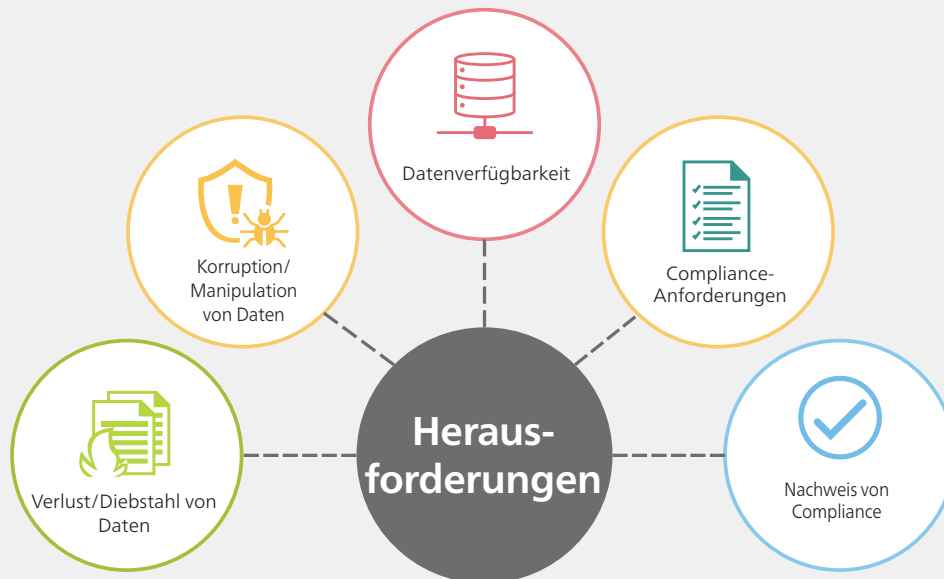 Datenverfügbarkeit
Korruption/
Manipulation
von Daten
Compliance-
Anforderungen
Heraus-
forderungen
Verlust/Diebstahl von
Daten
Nachweis von
Compliance